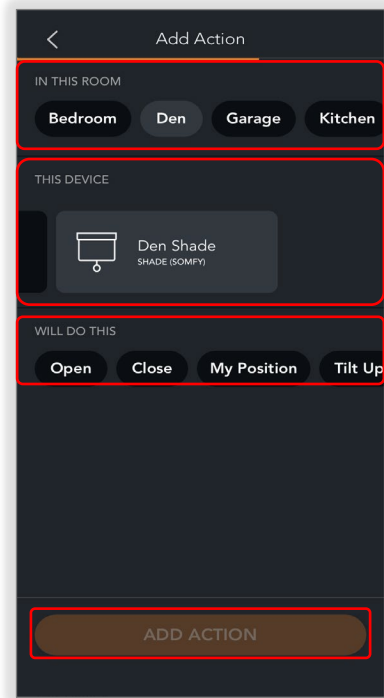 Add Action
IN THIS ROOM
Bedroom Den Garage Kitchen
THIS DEVICE
Den Shade
SHADE (SOMFY)
WILL DO THIS
Open Close My Position Tilt Up
ADD ACTION